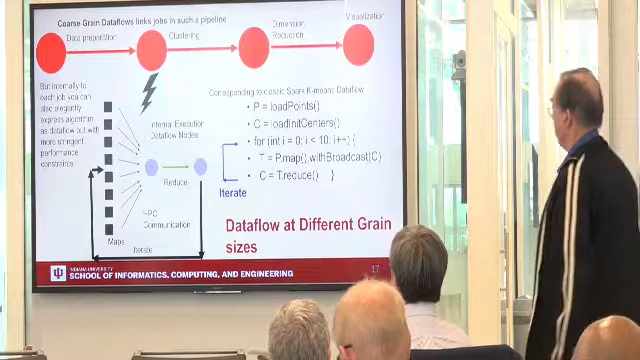 Coarse Grain Dataflows links jobs in such a pipeline
Visualization
Data preparation
Clustering
Dimension
Reduction
But internally to
each job you can
also elegantly
express algorithm
as dataflow but with
more stringent
performance
constraints
Corresponding to classic Spark K-means Dataflow
• P = loadPoints()
• C = loadInitCenters()
• for (int i = 0; i < 10; i++) {
• T = P.map().withBroadcast(C)
• C = T.reduce() }
Iterate
Internal Execution
Dataflow Nodes
Reduce
HPC
Communication
Maps
Iterate
Dataflow at Different Grain
sizes
INDIANA UNIVERSITY
SCHOOL OF INFORMATICS, COMPUTING, AND ENGINEERING
17